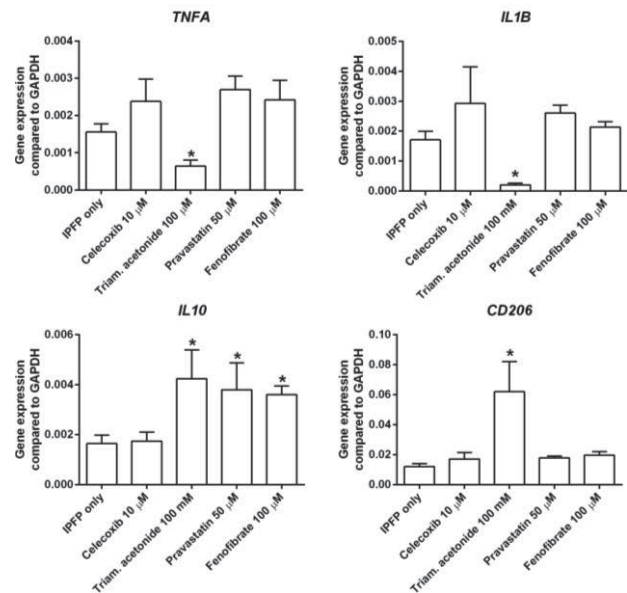 TNFA
Gene expression
compared to GAPDH
0.004
0.003
0.002
0.001
0.000
*
IPFP only
Celecoxib 10 μM
Triam. acetonide 100 μM
Pravastatin 50 μM
Fenofibrate 100 μM
IL1B
Gene expression
compared to GAPDH
0.005
0.004
0.003
0.002
0.001
0.000
*
IPFP only
Celecoxib 10 μM
Triam. acetonide 100 mM
Pravastatin 50 μM
Fenofibrate 100 μM
IL10
Gene expression
compared to GAPDH
0.006
0.004
0.002
0.000
*
*
*
IPFP only
Celecoxib 10 μM
Triam. acetonide 100 mM
Pravastatin 50 μM
Fenofibrate 100 μM
CD206
Gene expression
compared to GAPDH
0.10
0.08
0.06
0.04
0.02
0.00
*
IPFP only
Celecoxib 10 μM
Triam. acetonide 100 mM
Pravastatin 50 μM
Fenofibrate 100 μM